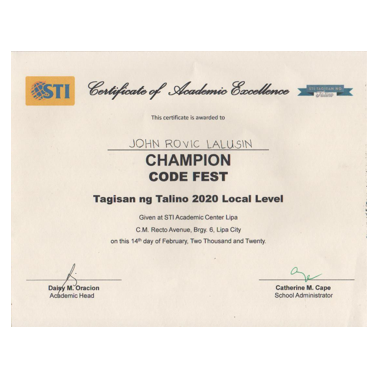 STI
Certificate of Academic Excellence
This certificate is awarded to
JOHN ROVIC LALUSIN
CHAMPION
CODE FEST
Tagisan ng Talino 2020 Local Level
Given at STI Academic Center Lipa
C.M. Recto Avenue, Brgy. 6, Lipa City
on this 14th day of February, Two Thousand and Twenty.
Daisy M. Oracion
Academic Head
Catherine M. Cape
School Administrator